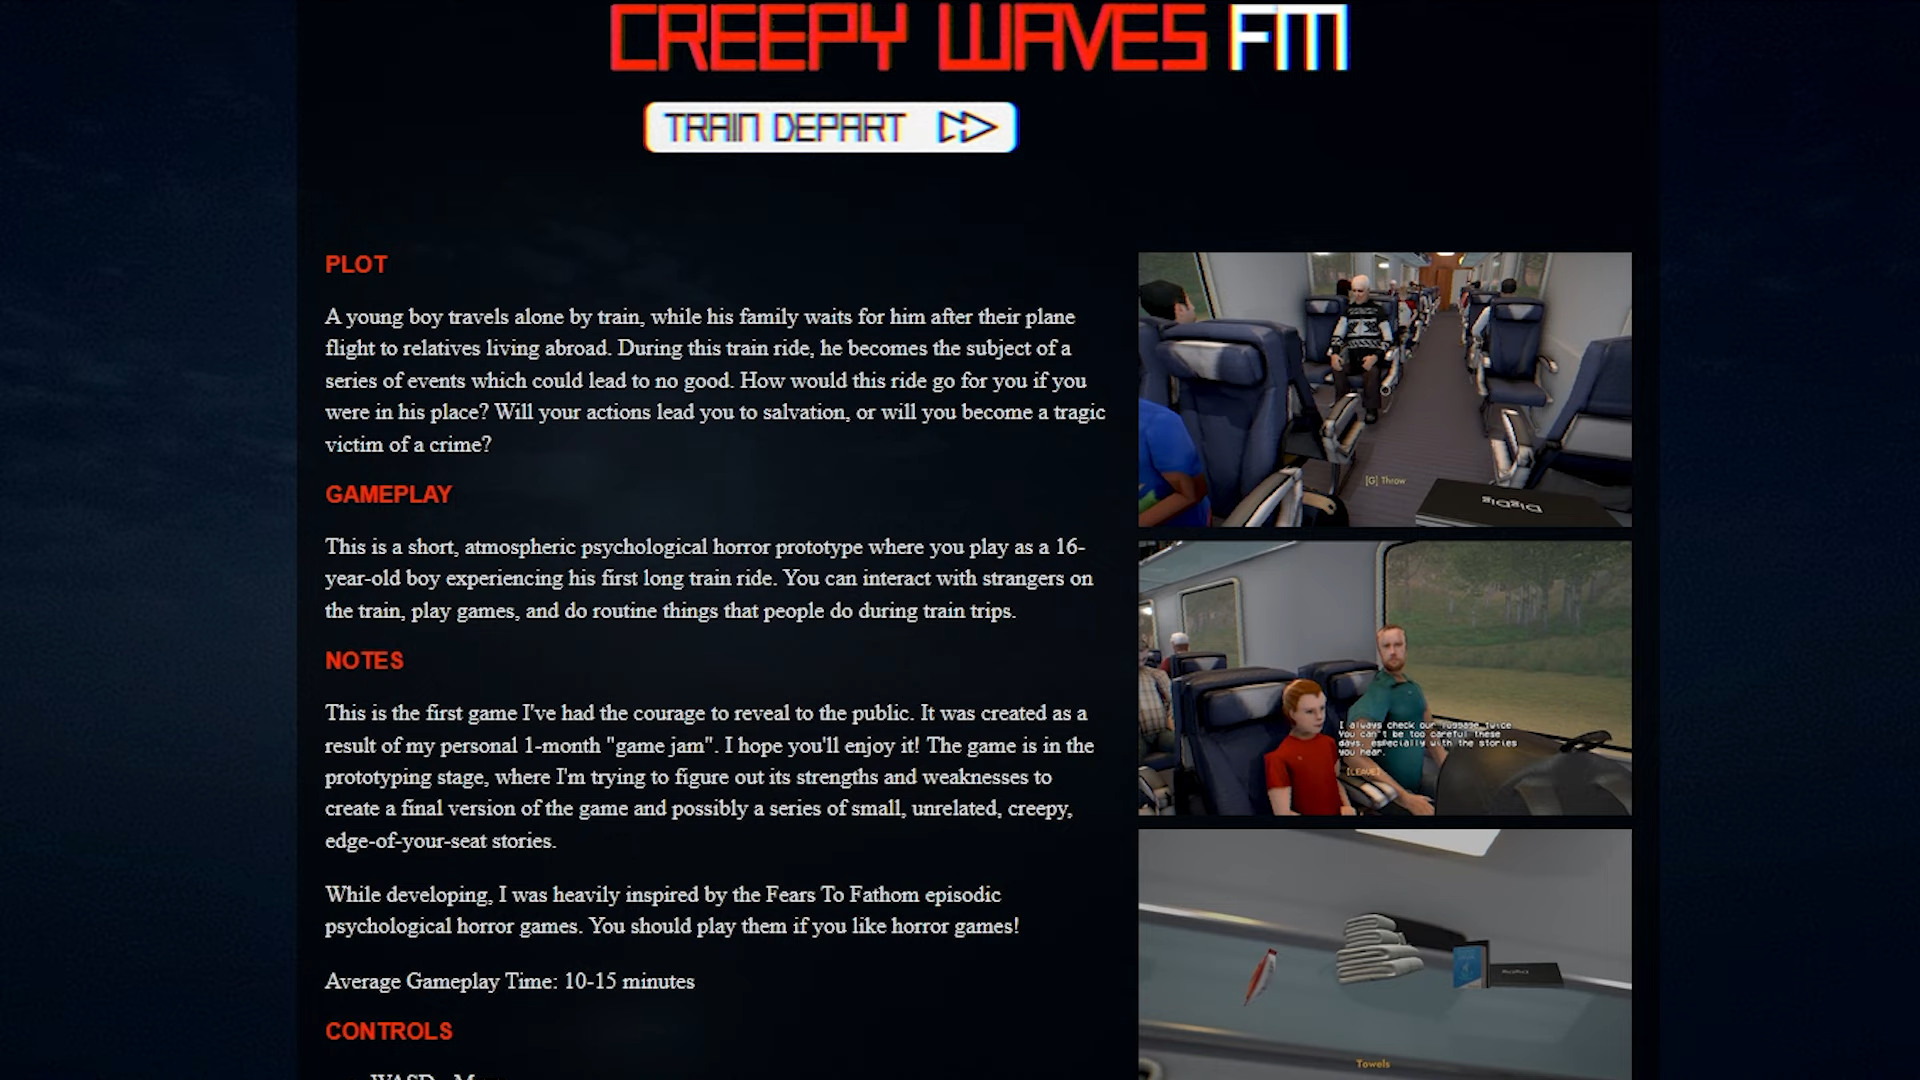 CREEPY WAVES FM
TRAIN DEPART
PLOT
A young boy travels alone by train, while his family waits for him after their plane
flight to relatives living abroad. During this train ride, he becomes the subject of a
series of events which could lead to no good. How would this ride go for you if you
were in his place? Will your actions lead you to salvation, or will you become a tragic
victim of a crime?
GAMEPLAY
This is a short, atmospheric psychological horror prototype where you play as a 16-
year-old boy experiencing his first long train ride. You can interact with strangers on
the train, play games, and do routine things that people do during train trips.
NOTES
This is the first game I've had the courage to reveal to the public. It was created as a
result of my personal 1-month "game jam". I hope you'll enjoy it! The game is in the
prototyping stage, where I'm trying to figure out its strengths and weaknesses to
create a final version of the game and possibly a series of small, unrelated, creepy,
edge-of-your-seat stories.
While developing, I was heavily inspired by the Fears To Fathom episodic
psychological horror games. You should play them if you like horror games!
Average Gameplay Time: 10-15 minutes
CONTROLS
[G] Throw
DigDig
I always check our luggage twice
You can't be too careful these
days, especially with the stories
you hear.
[LEAVE]
Towels